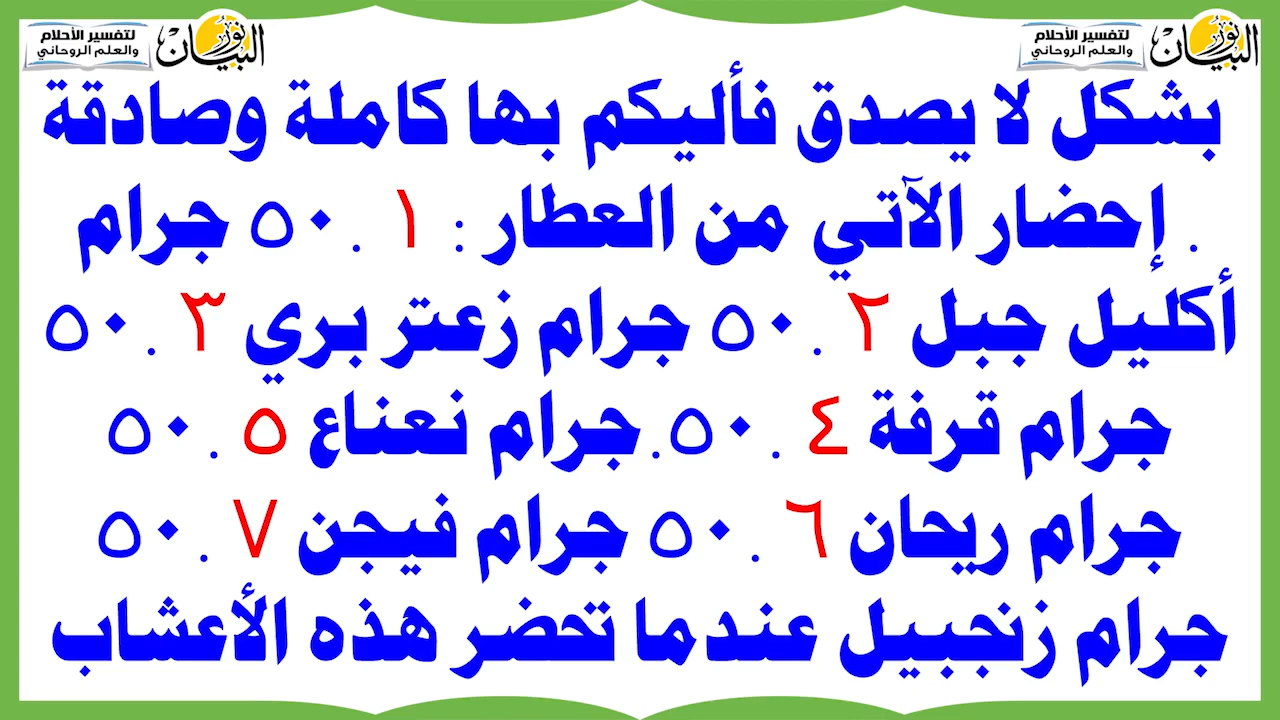 نور البيان
لتفسير الأحلام
والعلم الروحاني
نور البيان
لتفسير الأحلام
والعلم الروحاني
بشكل لا يصدق فأليكم بها كاملة وصادقة
. إحضار الآتي من العطار : ١ .٥٠ جرام
أكليل جبل ٢ .٥٠ جرام زعتر بري ٣ .٥٠
جرام قرفة ٤ .٥٠.جرام نعناع ٥ .٥٠
جرام ريحان ٦ .٥٠ جرام فيجن ٧ .٥٠
جرام زنجبيل عندما تحضر هذه الأعشاب